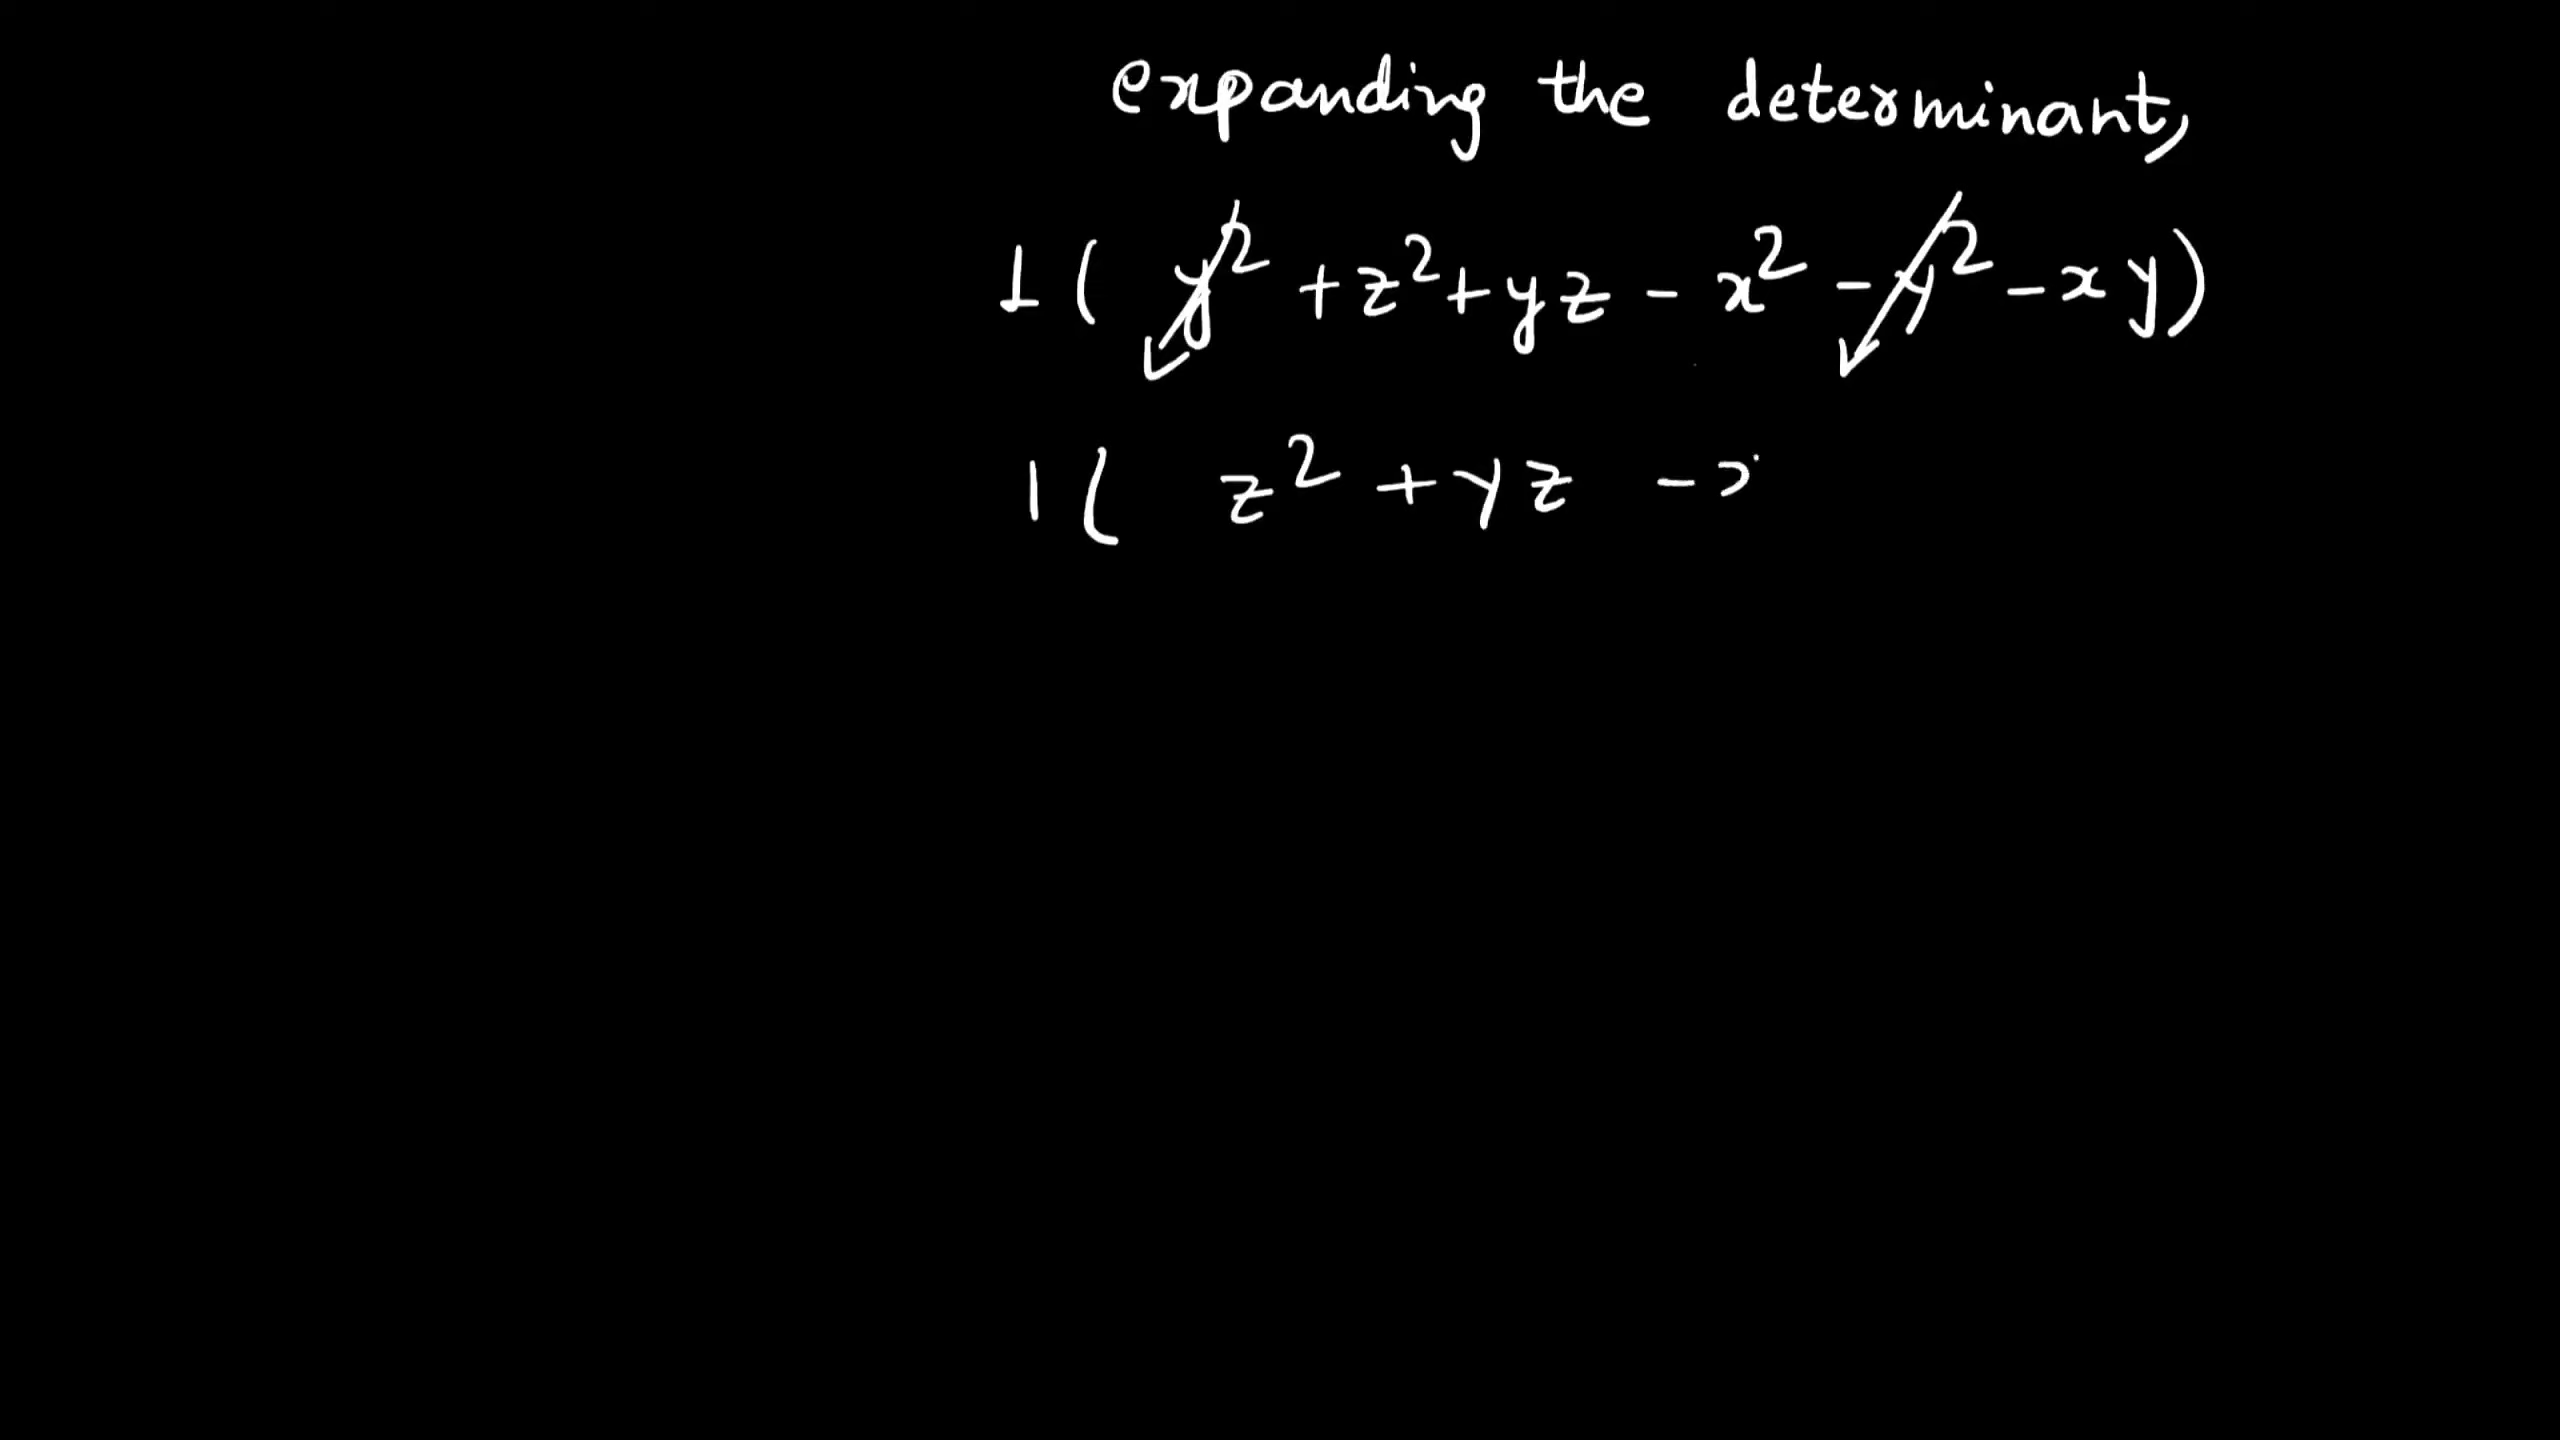 expanding the determinant,
1 ( y² + z² + yz - x² - y² - xy)
1 ( z² + yz -